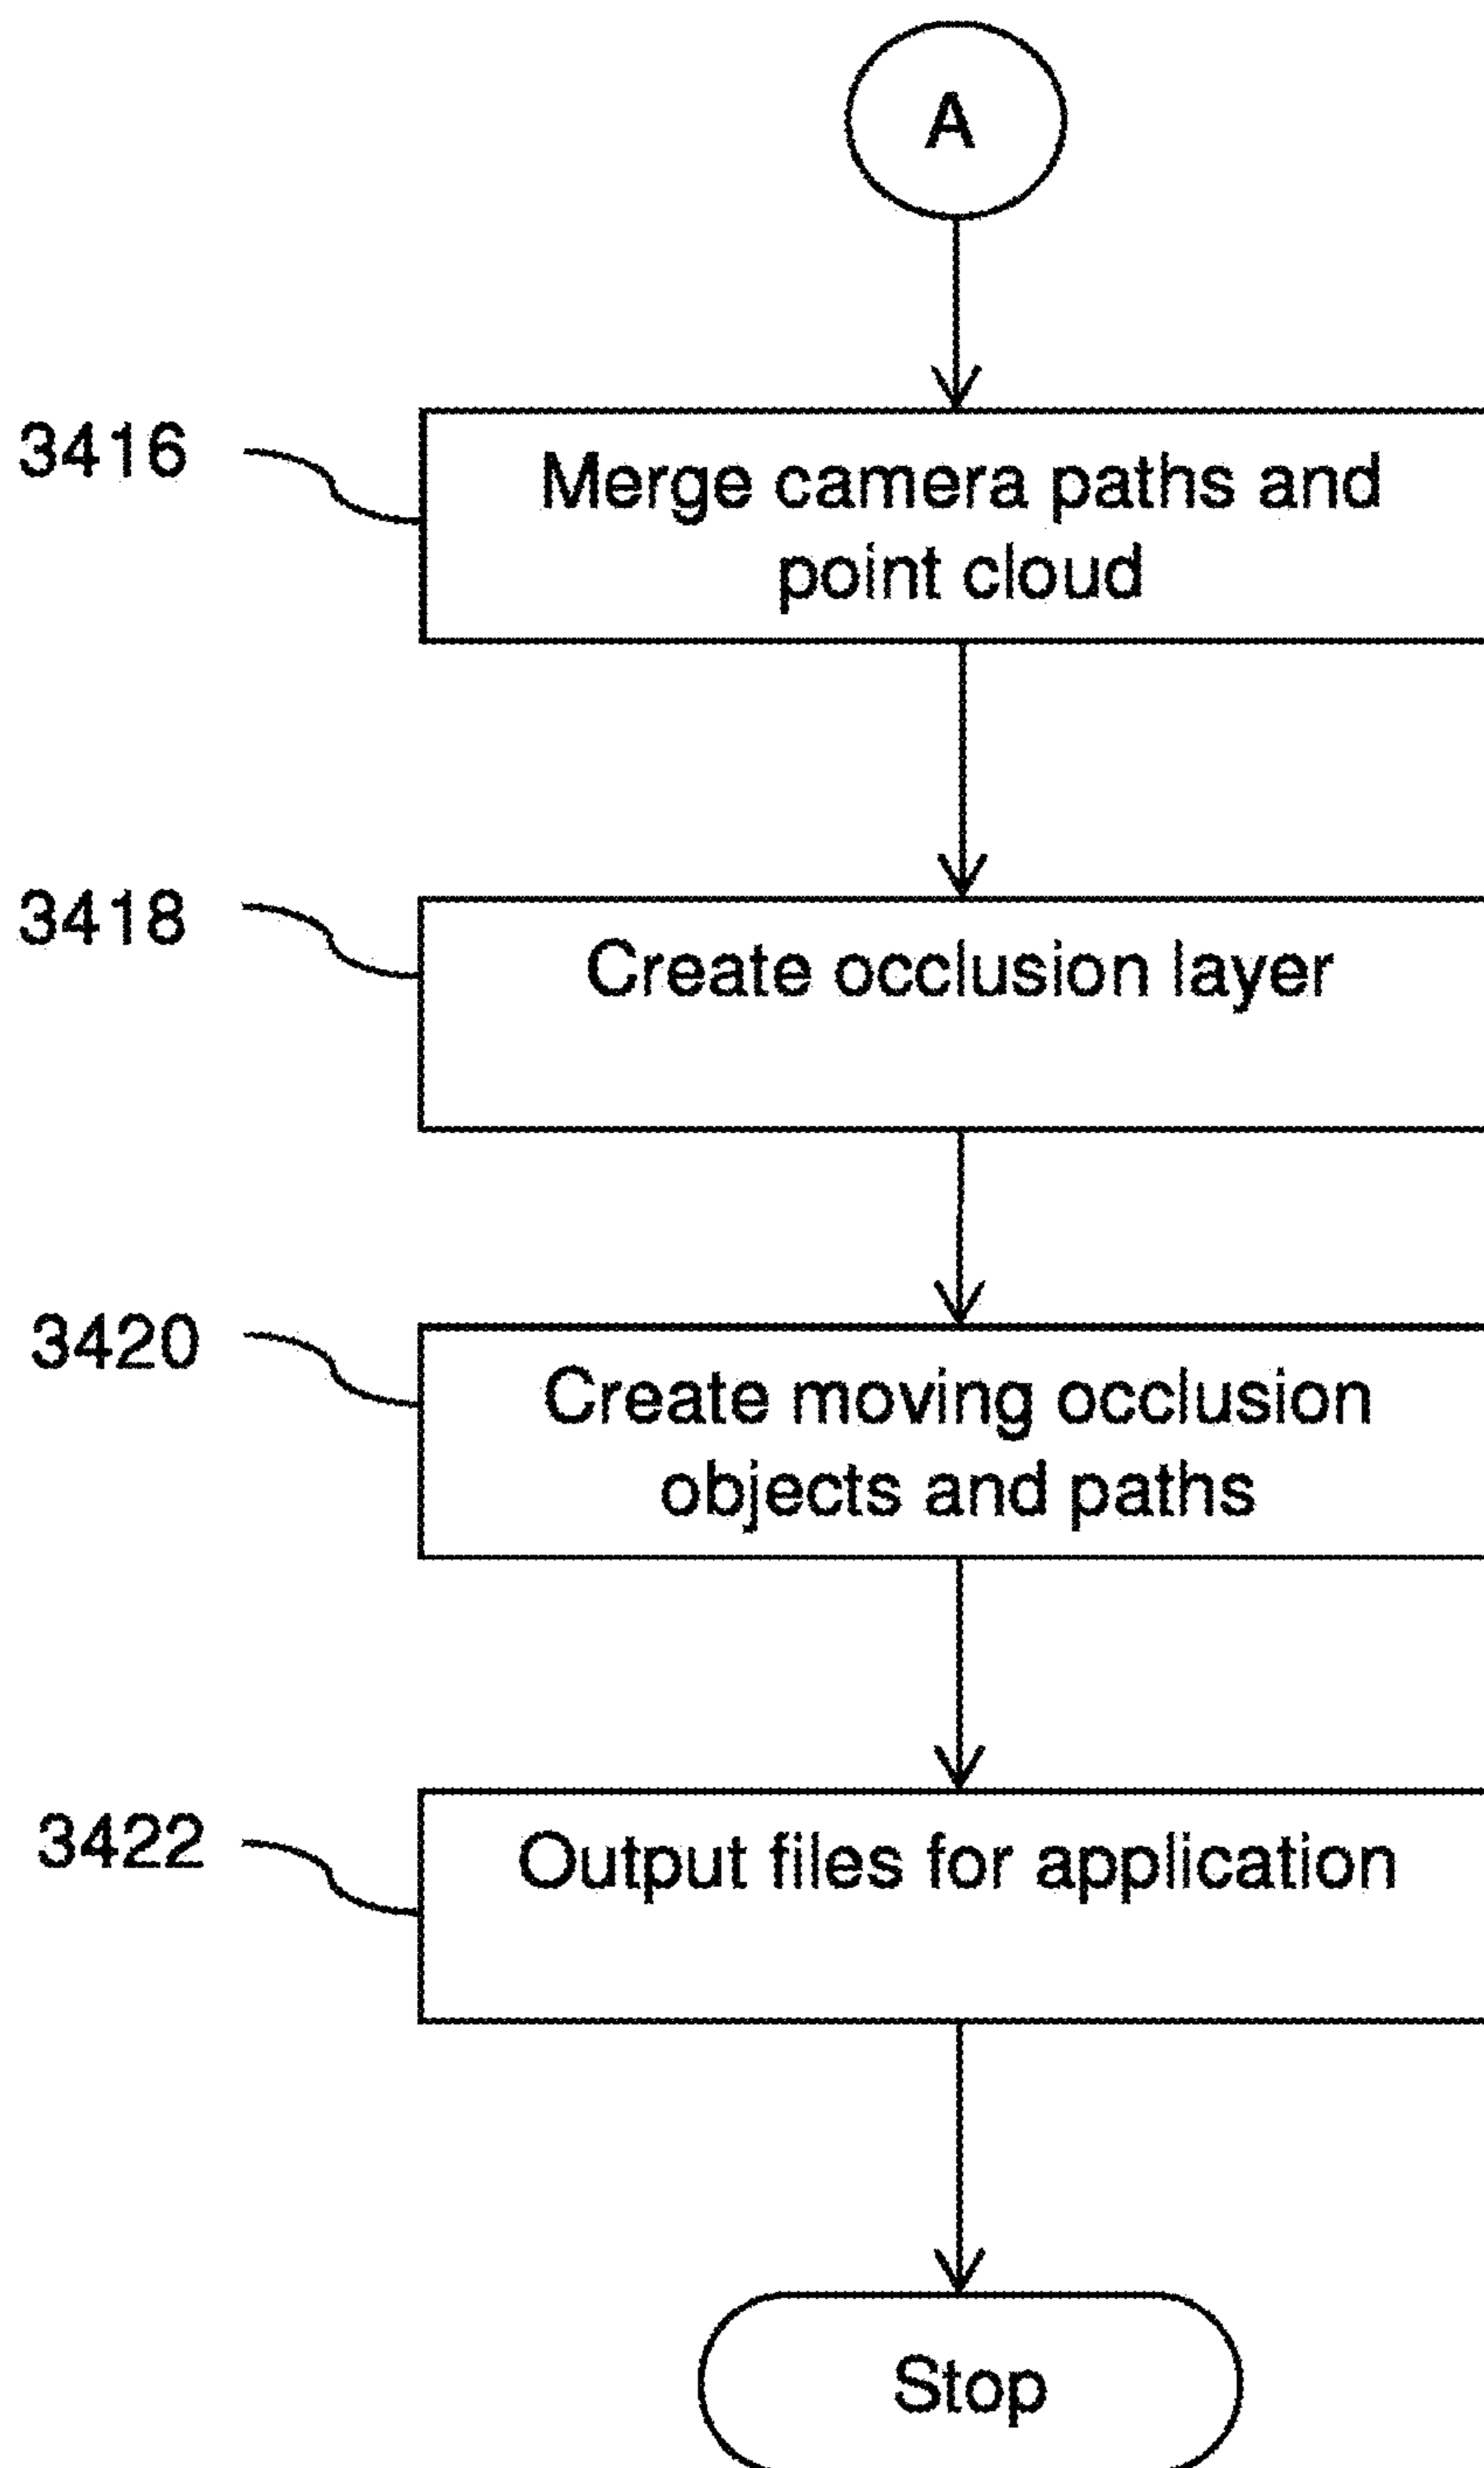 A
3416
Merge camera paths and
point cloud
3418
Create occlusion layer
3420
Create moving occlusion
objects and paths
3422
Output files for application
Stop